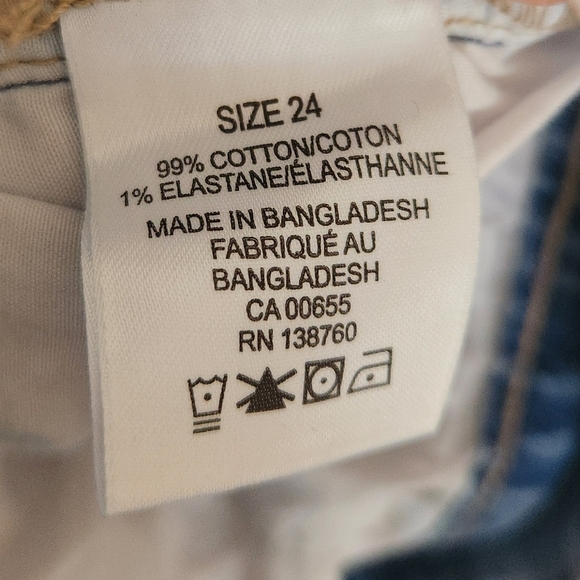 SIZE 24
99% COTTON/COTON
1% ELASTANE/ÉLASTHANNE
MADE IN BANGLADESH
FABRIQUÉ AU
BANGLADESH
CA 00655
RN 138760